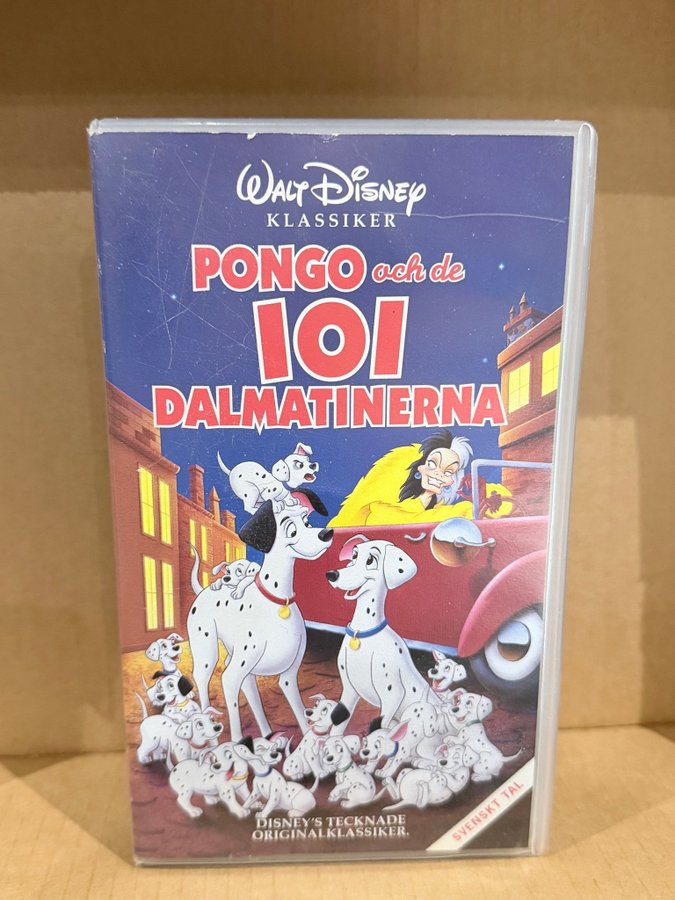 WALT DISNEY
KLASSIKER
PONGO och de
101
DALMATINERNA
DISNEY'S TECKNADE
ORIGINALKLASSIKER.
SVENSKT TAL